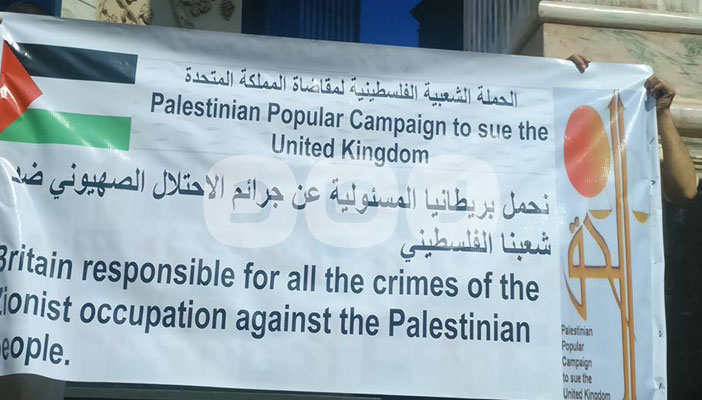 الحملة الشعبية الفلسطينية لمقاضاة المملكة المتحدة
Palestinian Popular Campaign to sue the
United Kingdom
نحمل بريطانيا المسئولية عن جرائم الاحتلال الصهيوني ضد
شعبنا الفلسطيني
Britain responsible for all the crimes of the
Zionist occupation against the Palestinian
people.
Palestinian
Popular
Campaign
to sue the
United Kingdom